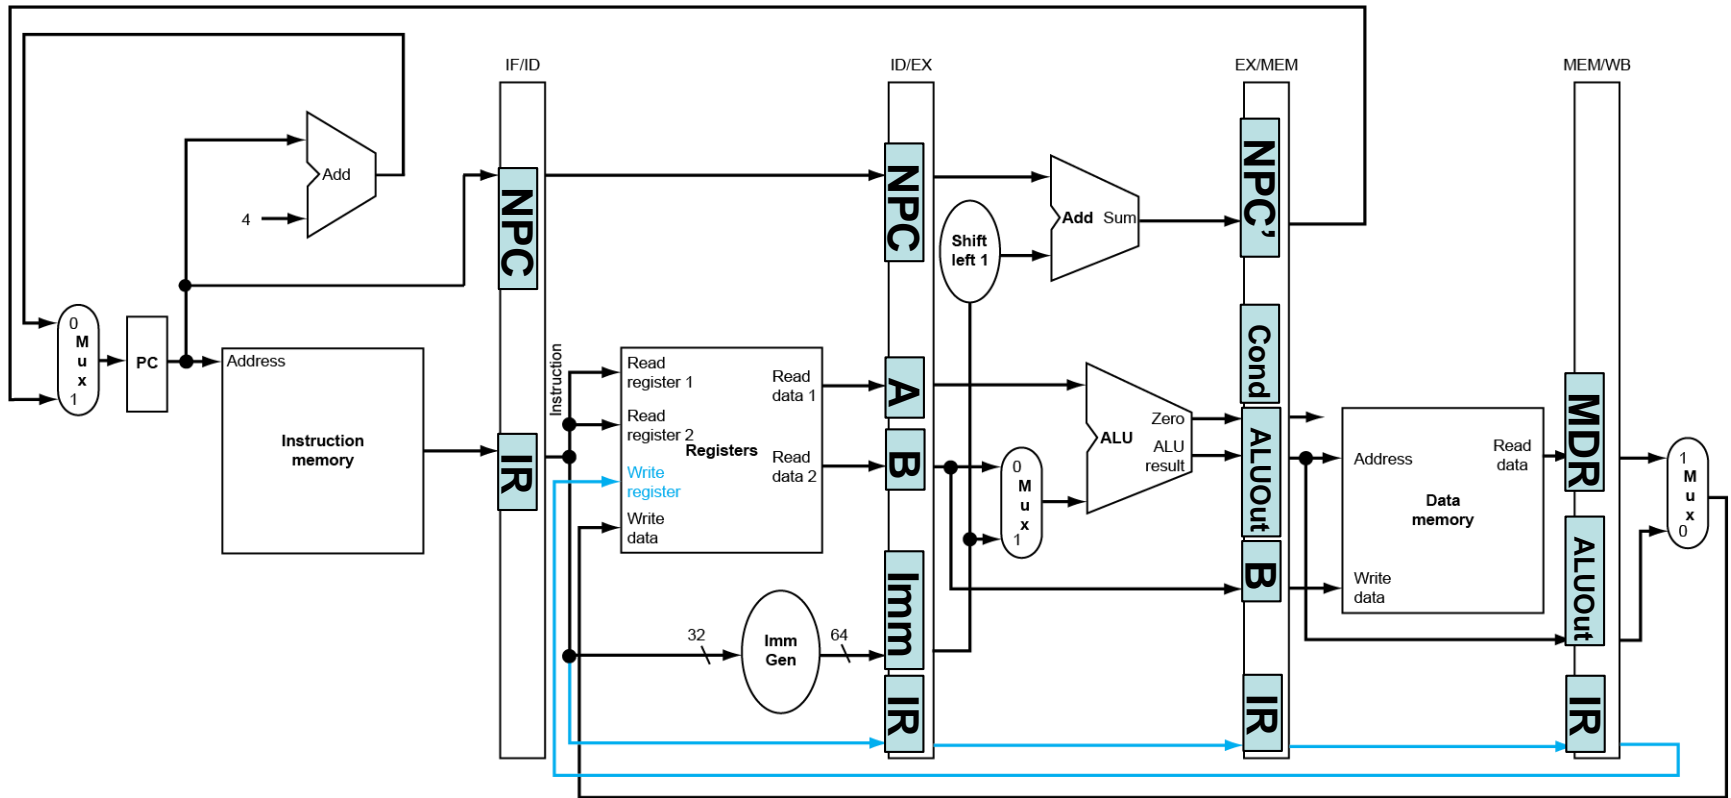 IF/ID
ID/EX
EX/MEM
MEM/WB
Add
4
NPC
NPC
Shift
left 1
Add Sum
NPC'
0
M
u
x
1
PC
Address
Instruction
memory
IR
Instruction
Read
register 1
Read
register 2
Write
register
Write
data
Registers
Read
data 1
Read
data 2
A
B
0
M
u
x
1
ALU
Zero
ALU
result
Cond
ALUOut
B
Address
Write
data
Data
memory
Read
data
MDR
ALUOut
1
M
u
x
0
32
Imm
Gen
64
Imm
IR
IR
IR